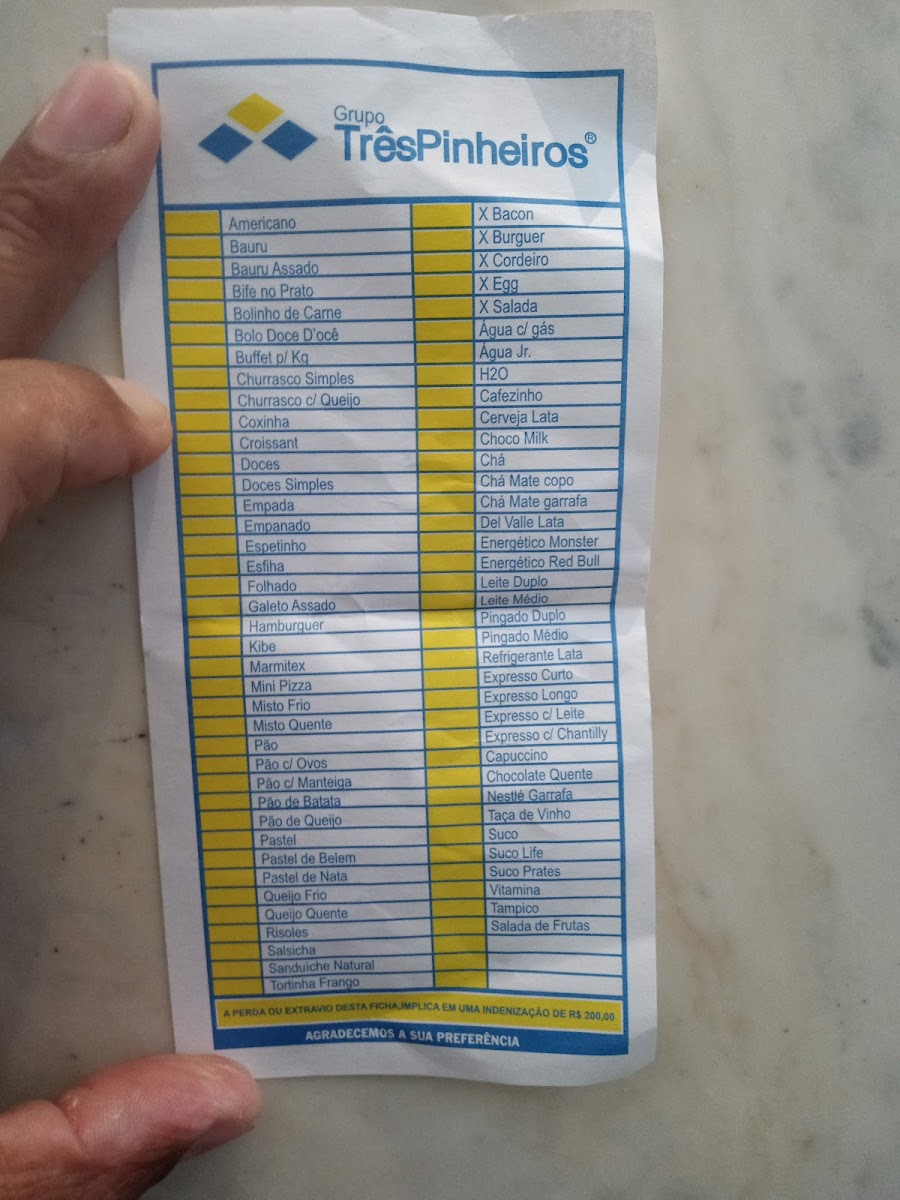 Grupo
TrêsPinheiros®
Americano
Bauru
Bauru Assado
Bife no Prato
Bolinho de Carne
Bolo Doce D'ocê
Buffet p/ Kg
Churrasco Simples
Churrasco c/ Queijo
Coxinha
Croissant
Doces
Doces Simples
Empada
Empanado
Espetinho
Esfiha
Folhado
Galeto Assado
Hamburguer
Kibe
Marmitex
Mini Pizza
Misto Frio
Misto Quente
Pão
Pão c/ Ovos
Pão c/ Manteiga
Pão de Batata
Pão de Queijo
Pastel
Pastel de Belem
Pastel de Nata
Queijo Frio
Queijo Quente
Risoles
Salsicha
Sanduiche Natural
Tortinha Frango
X Bacon
X Burguer
X Cordeiro
X Egg
X Salada
Água c/ gás
Água Jr.
H2O
Cafezinho
Cerveja Lata
Choco Milk
Chá
Chá Mate copo
Chá Mate garrafa
Del Valle Lata
Energético Monster
Energético Red Bull
Leite Duplo
Leite Médio
Pingado Duplo
Pingado Médio
Refrigerante Lata
Expresso Curto
Expresso Longo
Expresso c/ Leite
Expresso c/ Chantilly
Capuccino
Chocolate Quente
Nestlé Garrafa
Taça de Vinho
Suco
Suco Life
Suco Prates
Vitamina
Tampico
Salada de Frutas
A PERDA OU EXTRAVIO DESTA FICHA,IMPLICA EM UMA INDENIZAÇÃO DE R$ 200,00
AGRADECEMOS A SUA PREFERÊNCIA